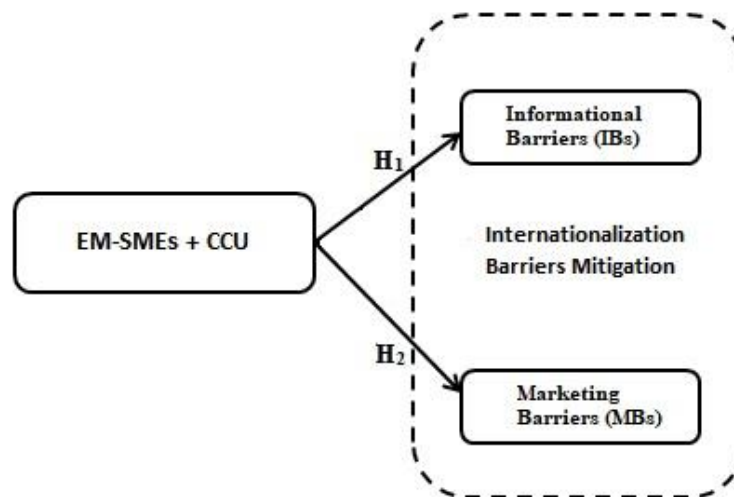 Informational
Barriers (IBs)
H₁
EM-SMEs + CCU
Internationalization
Barriers Mitigation
H₂
Marketing
Barriers (MBs)